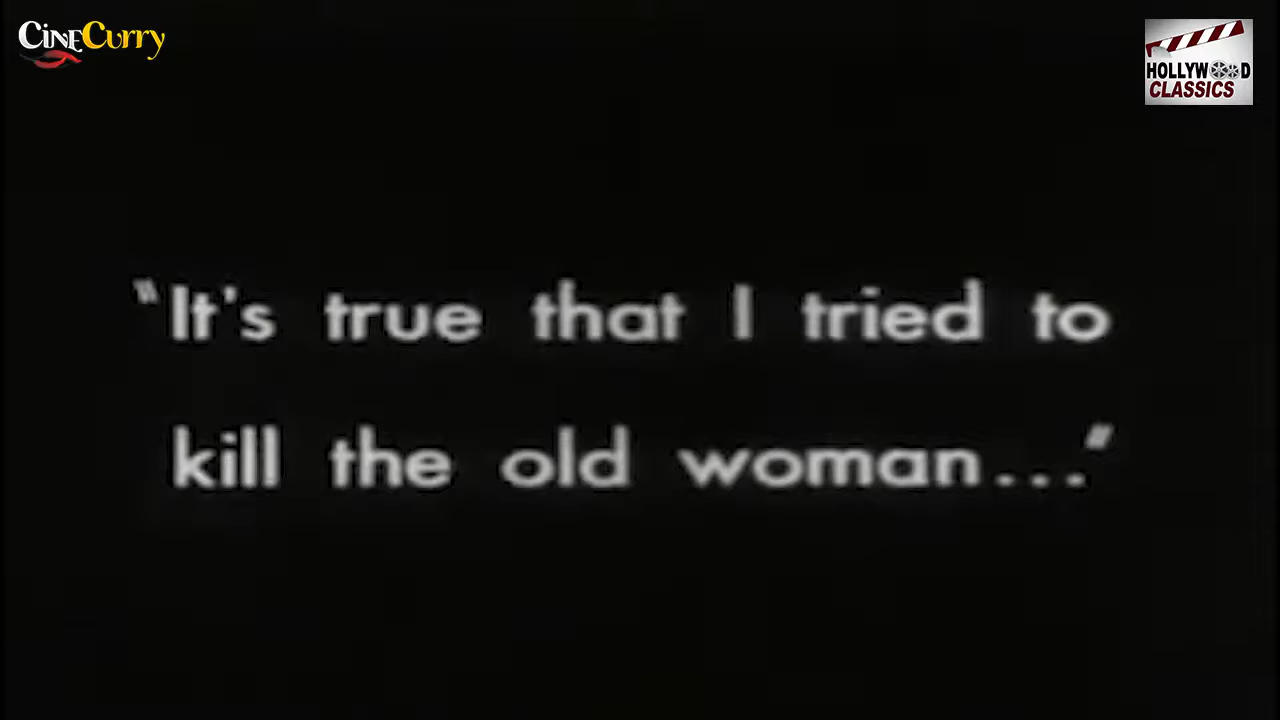 CINECURRY
HOLLYWOOD
CLASSICS
"It's true that I tried to
kill the old woman..."